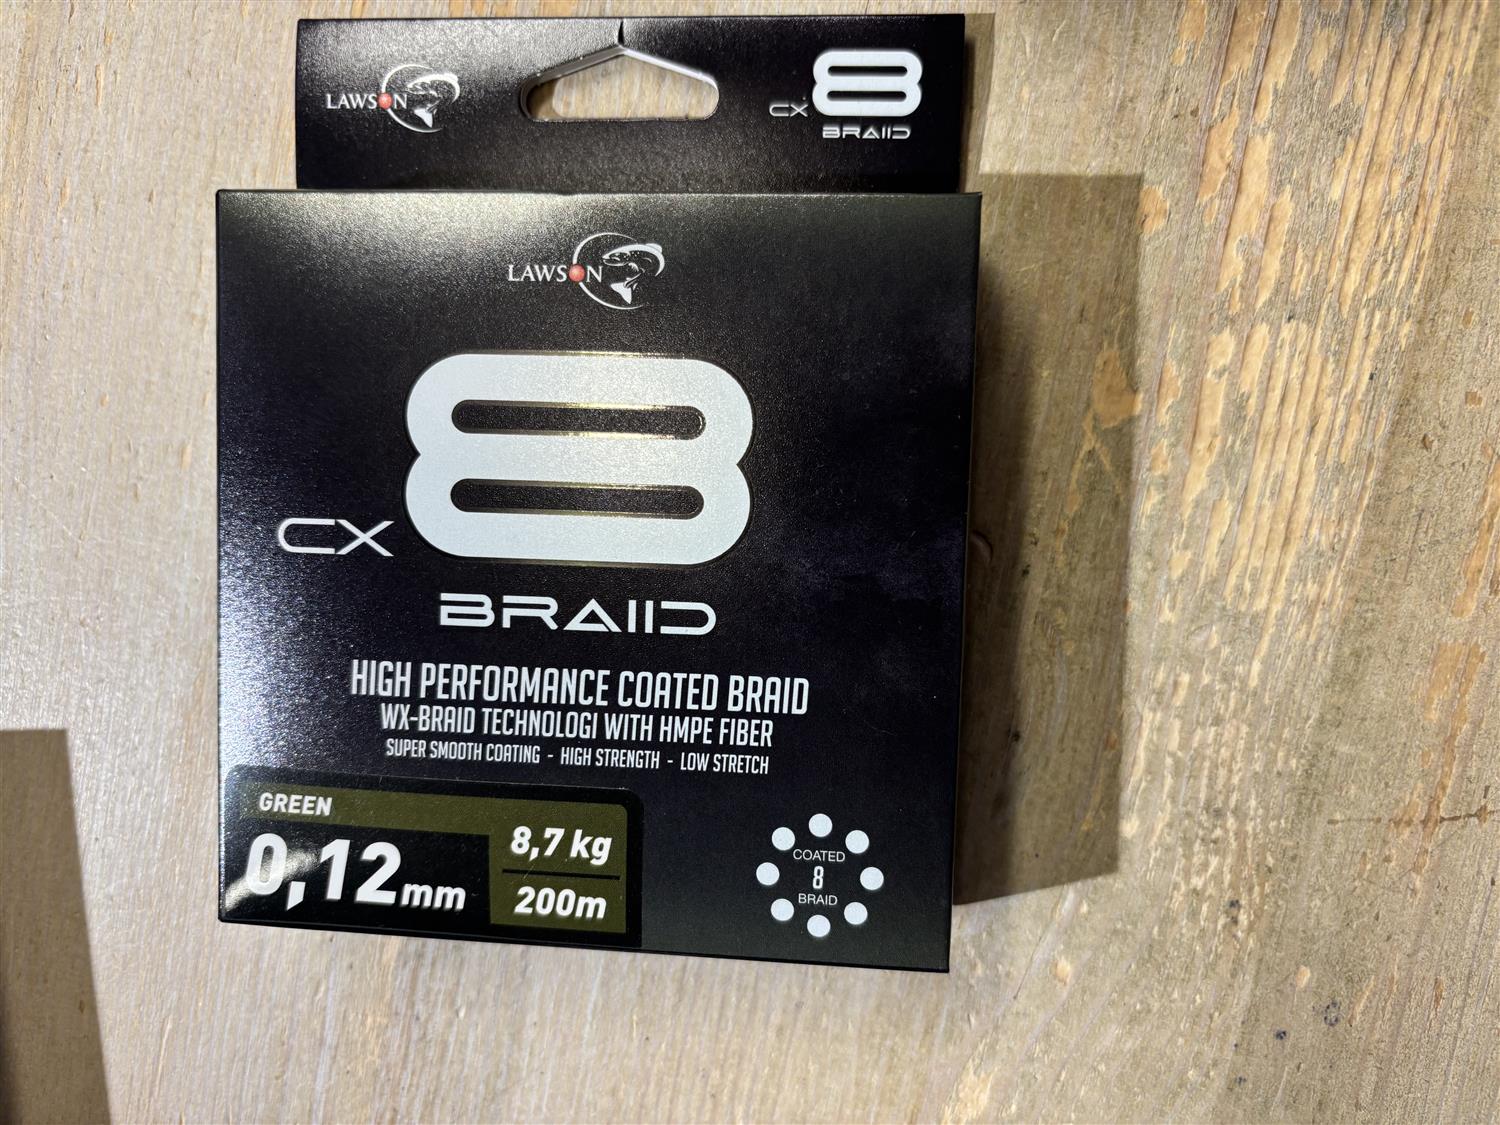 LAWSON
CX 8
BRAID
LAWSON
CX 8
BRAID
HIGH PERFORMANCE COATED BRAID
WX-BRAID TECHNOLOGI WITH HMPE FIBER
SUPER SMOOTH COATING - HIGH STRENGTH - LOW STRETCH
GREEN
0,12mm
8,7 kg
200m
COATED
8
BRAID